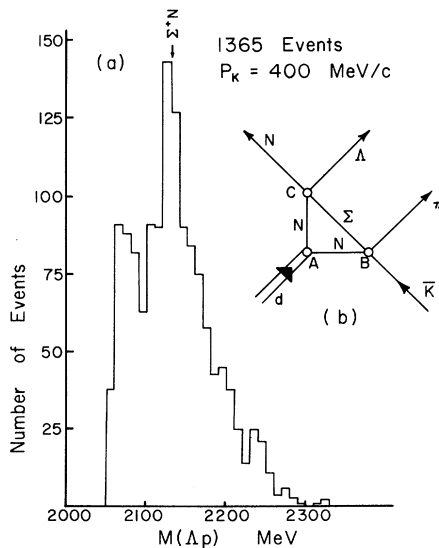 Σ⁺N
1365 Events
P_K = 400 MeV/c
(a)
150
125
100
75
50
25
Number of Events
2000
2100
2200
2300
M(Λp) MeV
N
Λ
C
Σ
N
N
A
B
π
d
K̅
(b)